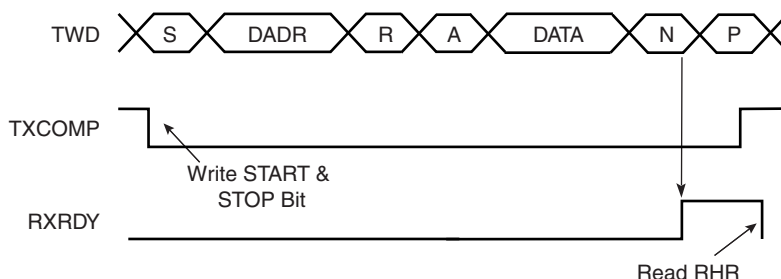 TWD S DADR R A DATA N P
TXCOMP
Write START &
STOP Bit
RXRDY
Read RHR